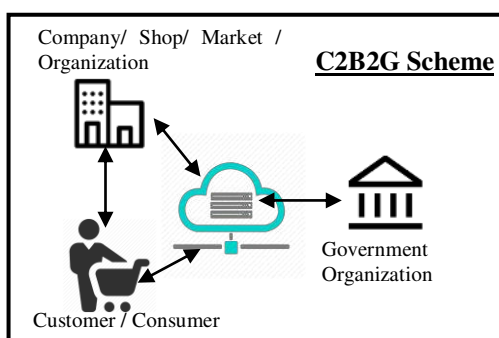 Company/ Shop/ Market /
Organization
C2B2G Scheme
Government
Organization
Customer / Consumer